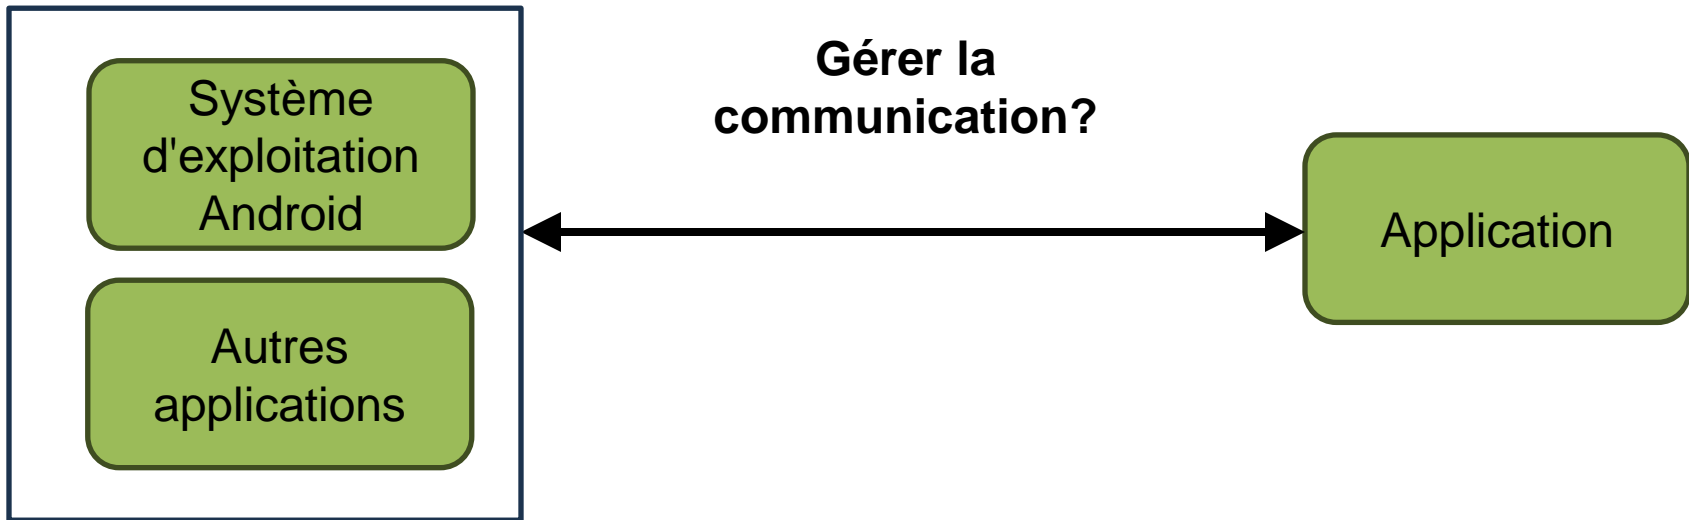 Système
d'exploitation
Android
Autres
applications
Gérer la
communication?
Application